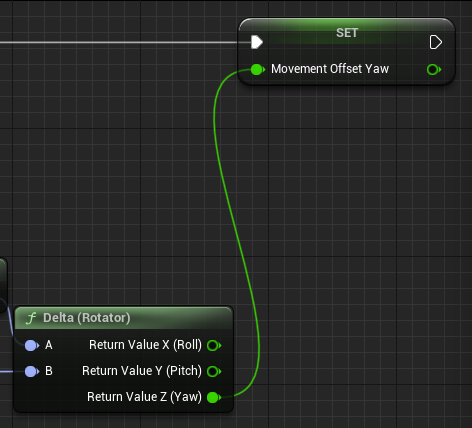 SET
Movement Offset Yaw
f Delta (Rotator)
A Return Value X (Roll)
B Return Value Y (Pitch)
Return Value Z (Yaw)